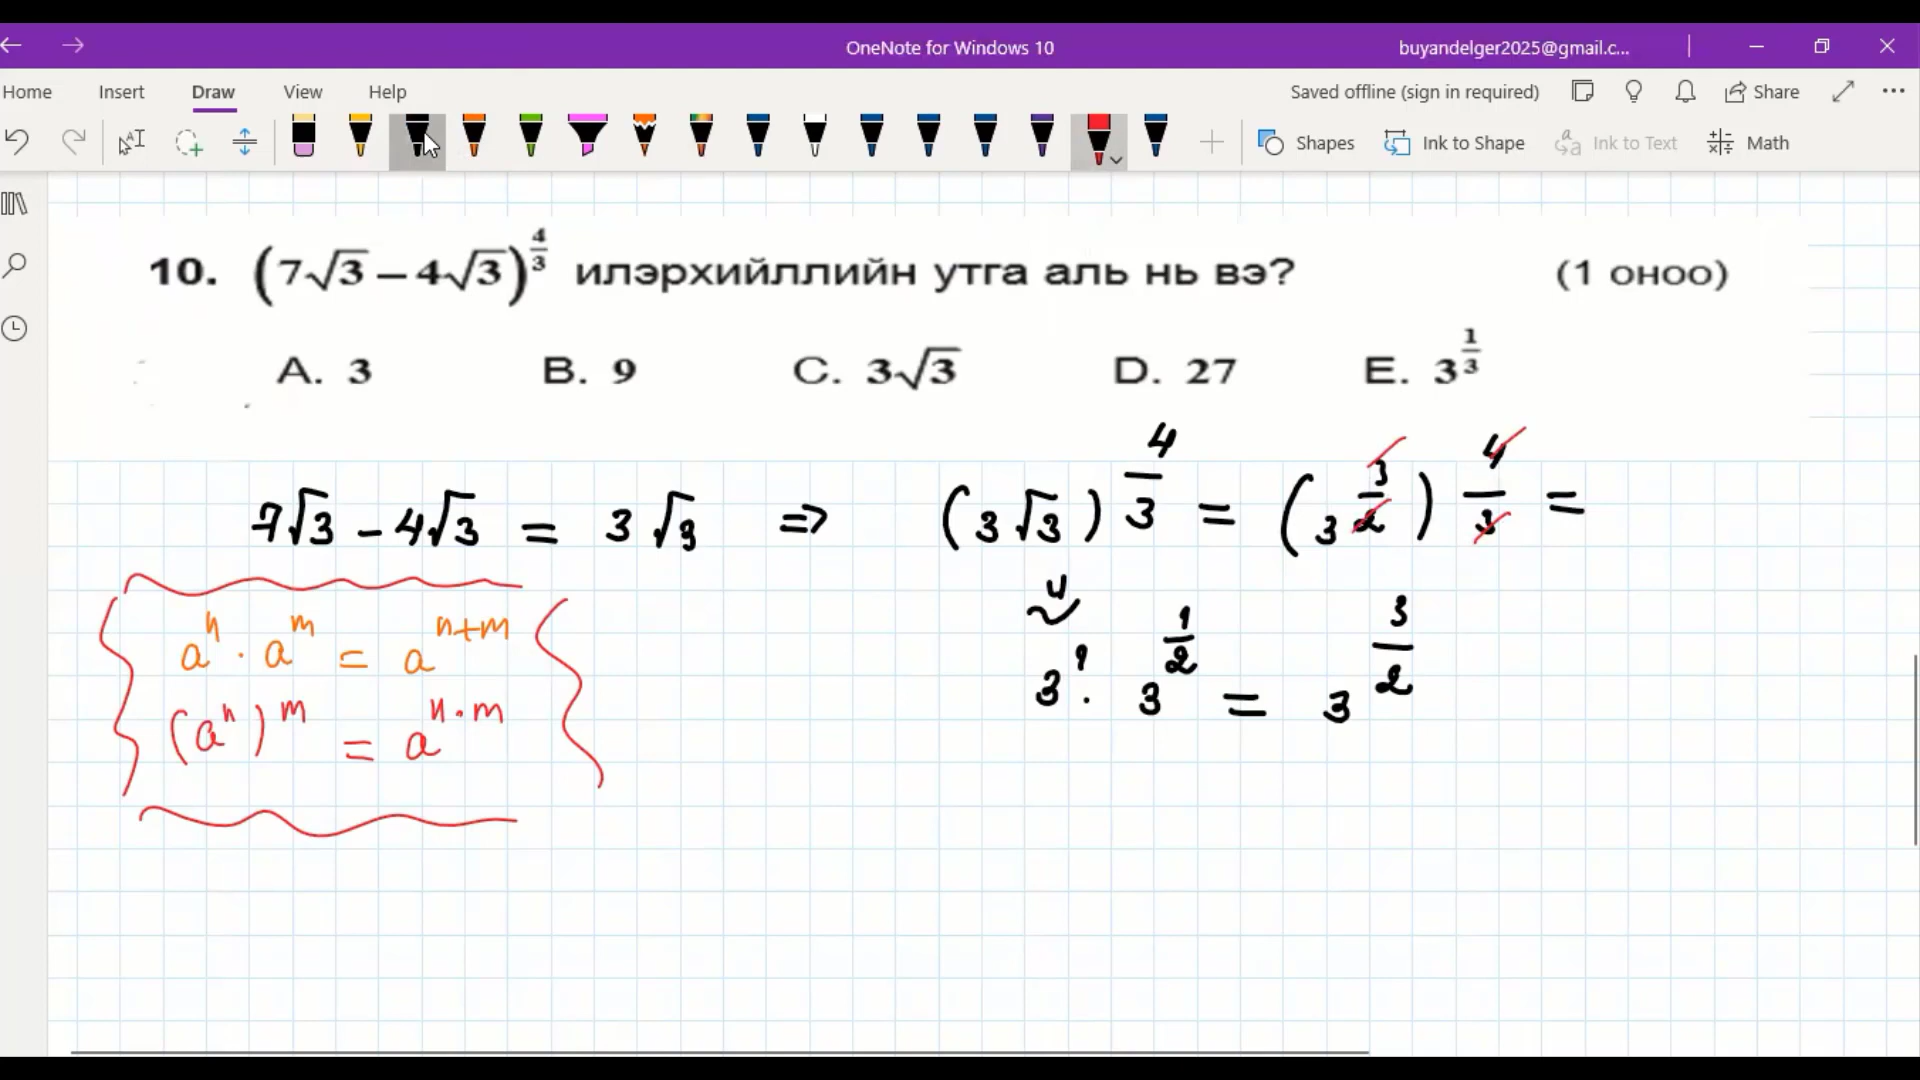 OneNote for Windows 10
buyandelger2025@gmail.c...
Home Insert Draw View Help
Saved offline (sign in required) Share
Shapes Ink to Shape Ink to Text Math
10. (7√3 – 4√3)^(4/3) илэрхийллийн утга аль нь вэ? (1 оноо)
A. 3 B. 9 C. 3√3 D. 27 E. 3^(1/3)
7√3 – 4√3 = 3√3 ⇒ (3√3)^(4/3) = (3^(3/2))^(4/3) =
3^1 · 3^(1/2) = 3^(3/2)
a^n · a^m = a^(n+m)
(a^n)^m = a^(n·m)